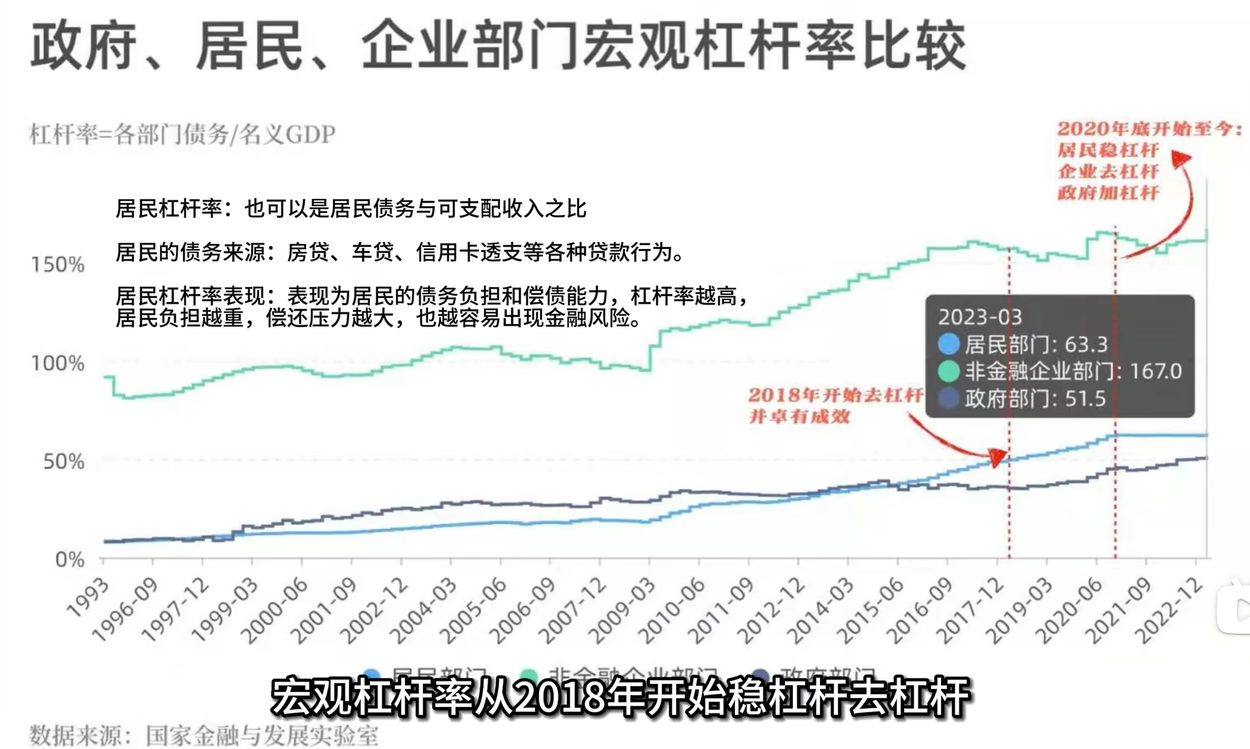 政府、居民、企业部门宏观杠杆率比较
杠杆率=各部门债务/名义GDP
2020年底开始至今：
居民稳杠杆
企业去杠杆
政府加杠杆
居民杠杆率：也可以是居民债务与可支配收入之比
居民的债务来源：房贷、车贷、信用卡透支等各种贷款行为。
居民杠杆率表现：表现为居民的债务负担和偿债能力，杠杆率越高，
居民负担越重，偿还压力越大，也越容易出现金融风险。
150%
100%
50%
0%
2023-03
居民部门: 63.3
非金融企业部门: 167.0
政府部门: 51.5
2018年开始去杠杆
并卓有成效
1993
1996-09
1997-12
1999-03
2000-06
2001-09
2002-12
2004-03
2005-06
2006-09
2007-12
2009-03
2010-06
2011-09
2012-12
2014-03
2015-06
2016-09
2017-12
2019-03
2020-06
2021-09
2022-12
居民部门
非金融企业部门
政府部门
宏观杠杆率从2018年开始稳杠杆去杠杆
数据来源：国家金融与发展实验室